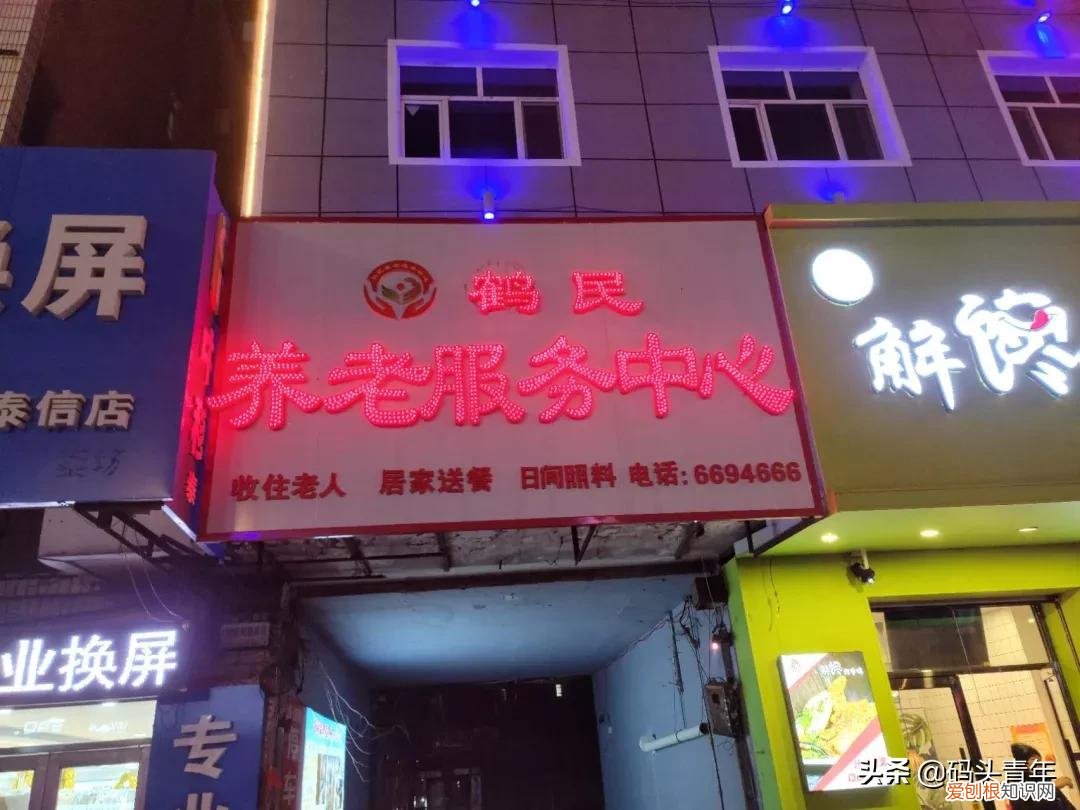 换屏
泰信店
鹤民
养老服务中心
收住老人 居家送餐 日间照料 电话:6694666
解馋
业换屏
专业
头条 @码头青年
爱刨根知识网